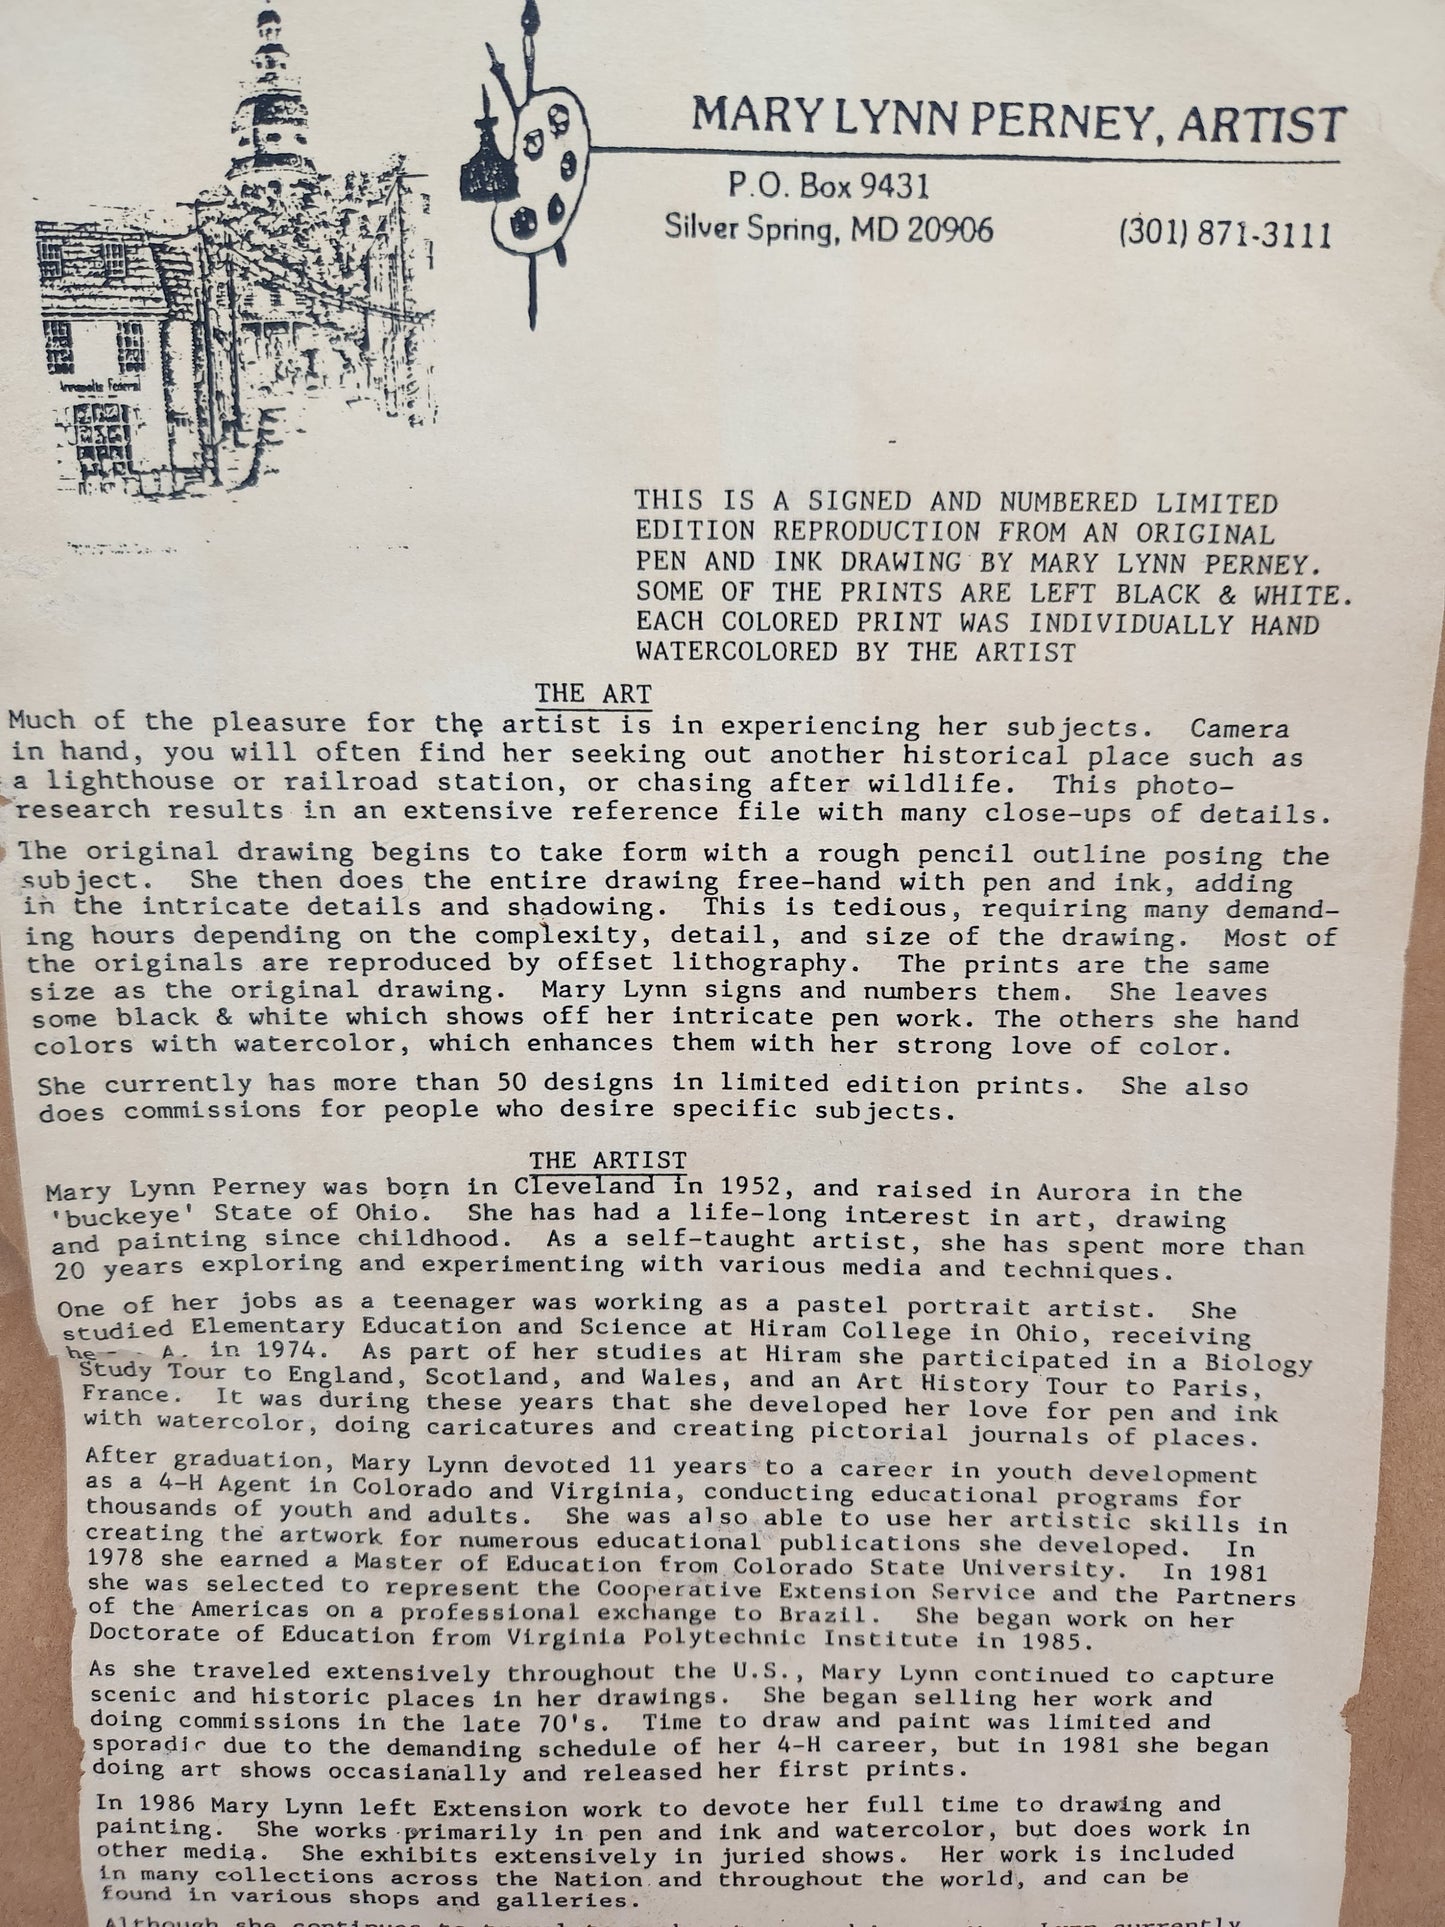 MARY LYNN PERNEY, ARTIST
P.O. Box 9431
Silver Spring, MD 20906 (301) 871-3111
Annapolis Federal
THIS IS A SIGNED AND NUMBERED LIMITED
EDITION REPRODUCTION FROM AN ORIGINAL
PEN AND INK DRAWING BY MARY LYNN PERNEY.
SOME OF THE PRINTS ARE LEFT BLACK & WHITE.
EACH COLORED PRINT WAS INDIVIDUALLY HAND
WATERCOLORED BY THE ARTIST
THE ART
Much of the pleasure for the artist is in experiencing her subjects. Camera
in hand, you will often find her seeking out another historical place such as
a lighthouse or railroad station, or chasing after wildlife. This photo-
research results in an extensive reference file with many close-ups of details.
The original drawing begins to take form with a rough pencil outline posing the
subject. She then does the entire drawing free-hand with pen and ink, adding
in the intricate details and shadowing. This is tedious, requiring many demand-
ing hours depending on the complexity, detail, and size of the drawing. Most of
the originals are reproduced by offset lithography. The prints are the same
size as the original drawing. Mary Lynn signs and numbers them. She leaves
some black & white which shows off her intricate pen work. The others she hand
colors with watercolor, which enhances them with her strong love of color.
She currently has more than 50 designs in limited edition prints. She also
does commissions for people who desire specific subjects.
THE ARTIST
Mary Lynn Perney was born in Cleveland in 1952, and raised in Aurora in the
'buckeye' State of Ohio. She has had a life-long interest in art, drawing
and painting since childhood. As a self-taught artist, she has spent more than
20 years exploring and experimenting with various media and techniques.
One of her jobs as a teenager was working as a pastel portrait artist. She
studied Elementary Education and Science at Hiram College in Ohio, receiving
A. in 1974. As part of her studies at Hiram she participated in a Biology
Study Tour to England, Scotland, and Wales, and an Art History Tour to Paris,
France. It was during these years that she developed her love for pen and ink
with watercolor, doing caricatures and creating pictorial journals of places.
After graduation, Mary Lynn devoted 11 years to a career in youth development
as a 4-H Agent in Colorado and Virginia, conducting educational programs for
thousands of youth and adults. She was also able to use her artistic skills in
creating the artwork for numerous educational publications she developed. In
1978 she earned a Master of Education from Colorado State University. In 1981
she was selected to represent the Cooperative Extension Service and the Partners
of the Americas on a professional exchange to Brazil. She began work on her
Doctorate of Education from Virginia Polytechnic Institute in 1985.
As she traveled extensively throughout the U.S., Mary Lynn continued to capture
scenic and historic places in her drawings. She began selling her work and
doing commissions in the late 70's. Time to draw and paint was limited and
sporadic due to the demanding schedule of her 4-H career, but in 1981 she began
doing art shows occasianally and released her first prints.
In 1986 Mary Lynn left Extension work to devote her full time to drawing and
painting. She works primarily in pen and ink and watercolor, but does work in
other media. She exhibits extensively in juried shows. Her work is included
in many collections across the Nation and throughout the world, and can be
found in various shops and galleries.
Although she continues to